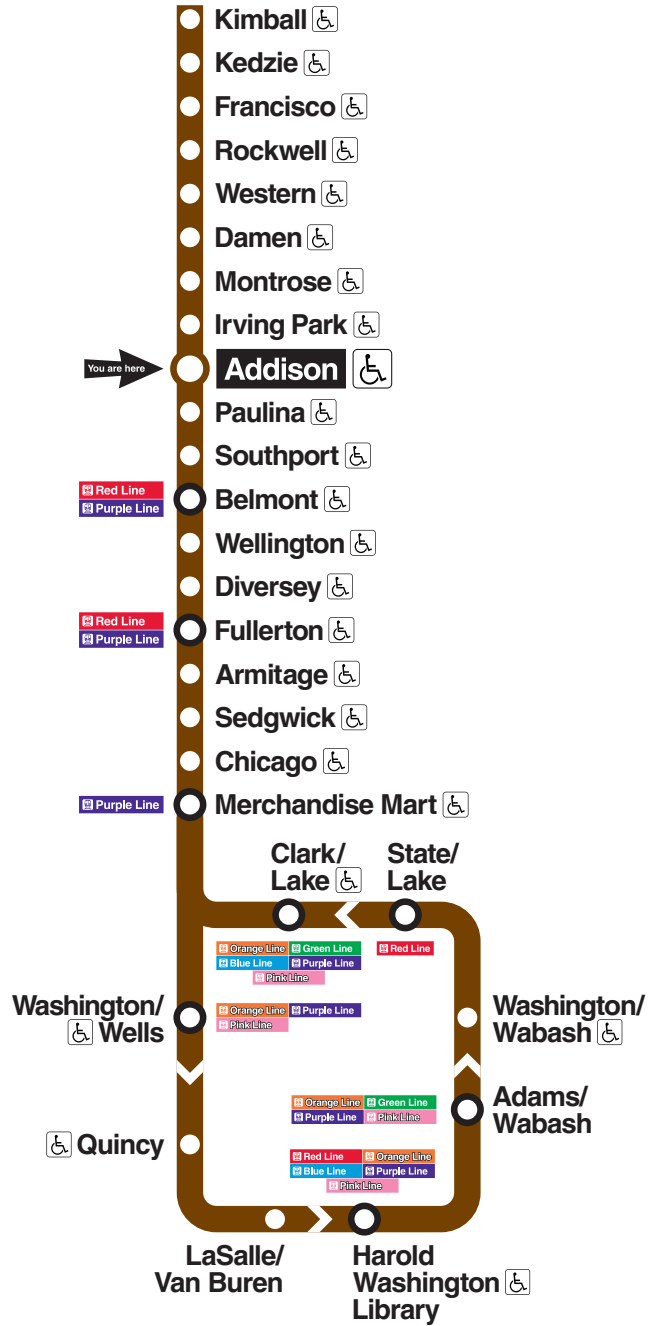 Kimball
Kedzie
Francisco
Rockwell
Western
Damen
Montrose
Irving Park
You are here
Addison
Paulina
Southport
Red Line
Purple Line
Belmont
Wellington
Diversey
Red Line
Purple Line
Fullerton
Armitage
Sedgwick
Chicago
Purple Line
Merchandise Mart
Clark/
Lake
State/
Lake
Orange Line Green Line
Blue Line Purple Line
Pink Line
Red Line
Washington/
Wells
Orange Line Purple Line
Pink Line
Washington/
Wabash
Orange Line Green Line
Purple Line Pink Line
Adams/
Wabash
Quincy
Red Line Orange Line
Blue Line Purple Line
Pink Line
LaSalle/
Van Buren
Harold
Washington
Library